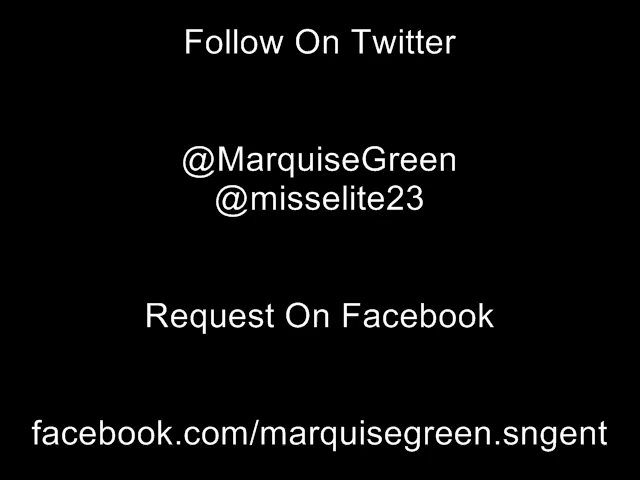 Follow On Twitter
@MarquiseGreen
@misselite23
Request On Facebook
facebook.com/marquisegreen.sngent